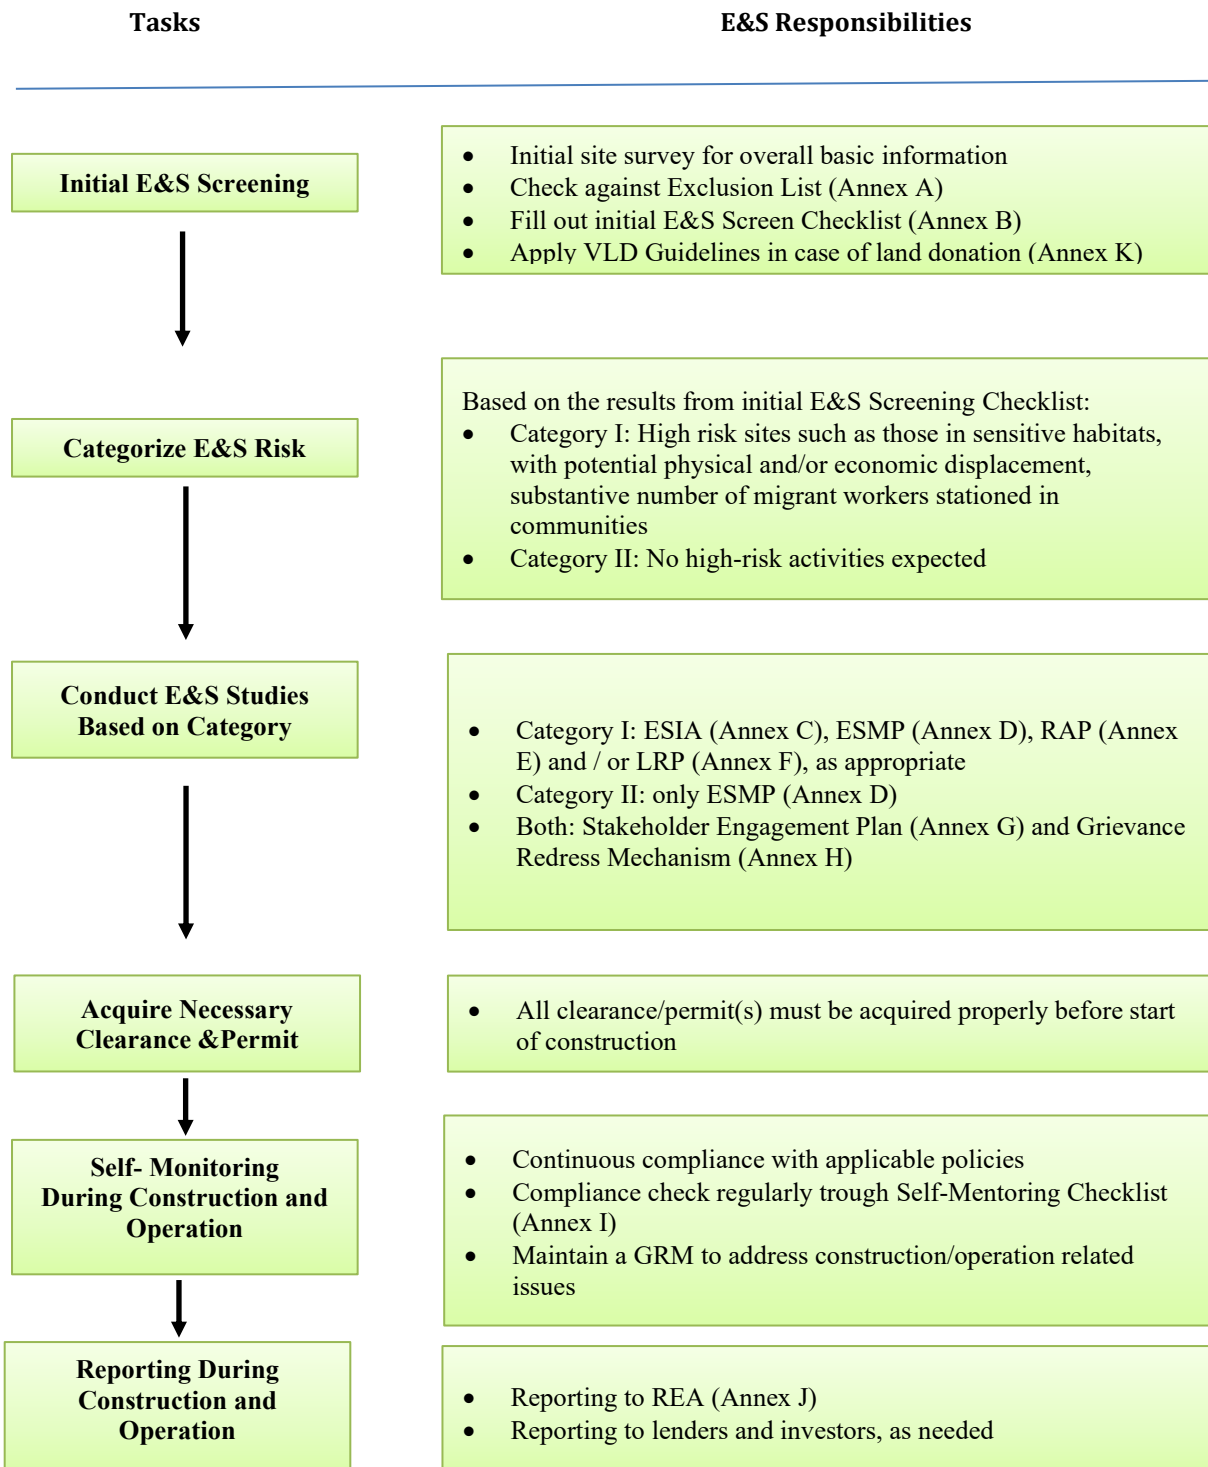 Tasks
E&S Responsibilities
Initial E&S Screening
• Initial site survey for overall basic information
• Check against Exclusion List (Annex A)
• Fill out initial E&S Screen Checklist (Annex B)
• Apply VLD Guidelines in case of land donation (Annex K)
Categorize E&S Risk
Based on the results from initial E&S Screening Checklist:
• Category I: High risk sites such as those in sensitive habitats,
with potential physical and/or economic displacement,
substantive number of migrant workers stationed in
communities
• Category II: No high-risk activities expected
Conduct E&S Studies
Based on Category
• Category I: ESIA (Annex C), ESMP (Annex D), RAP (Annex
E) and / or LRP (Annex F), as appropriate
• Category II: only ESMP (Annex D)
• Both: Stakeholder Engagement Plan (Annex G) and Grievance
Redress Mechanism (Annex H)
Acquire Necessary
Clearance &Permit
• All clearance/permit(s) must be acquired properly before start
of construction
Self- Monitoring
During Construction and
Operation
• Continuous compliance with applicable policies
• Compliance check regularly trough Self-Mentoring Checklist
(Annex I)
• Maintain a GRM to address construction/operation related
issues
Reporting During
Construction and
Operation
• Reporting to REA (Annex J)
• Reporting to lenders and investors, as needed